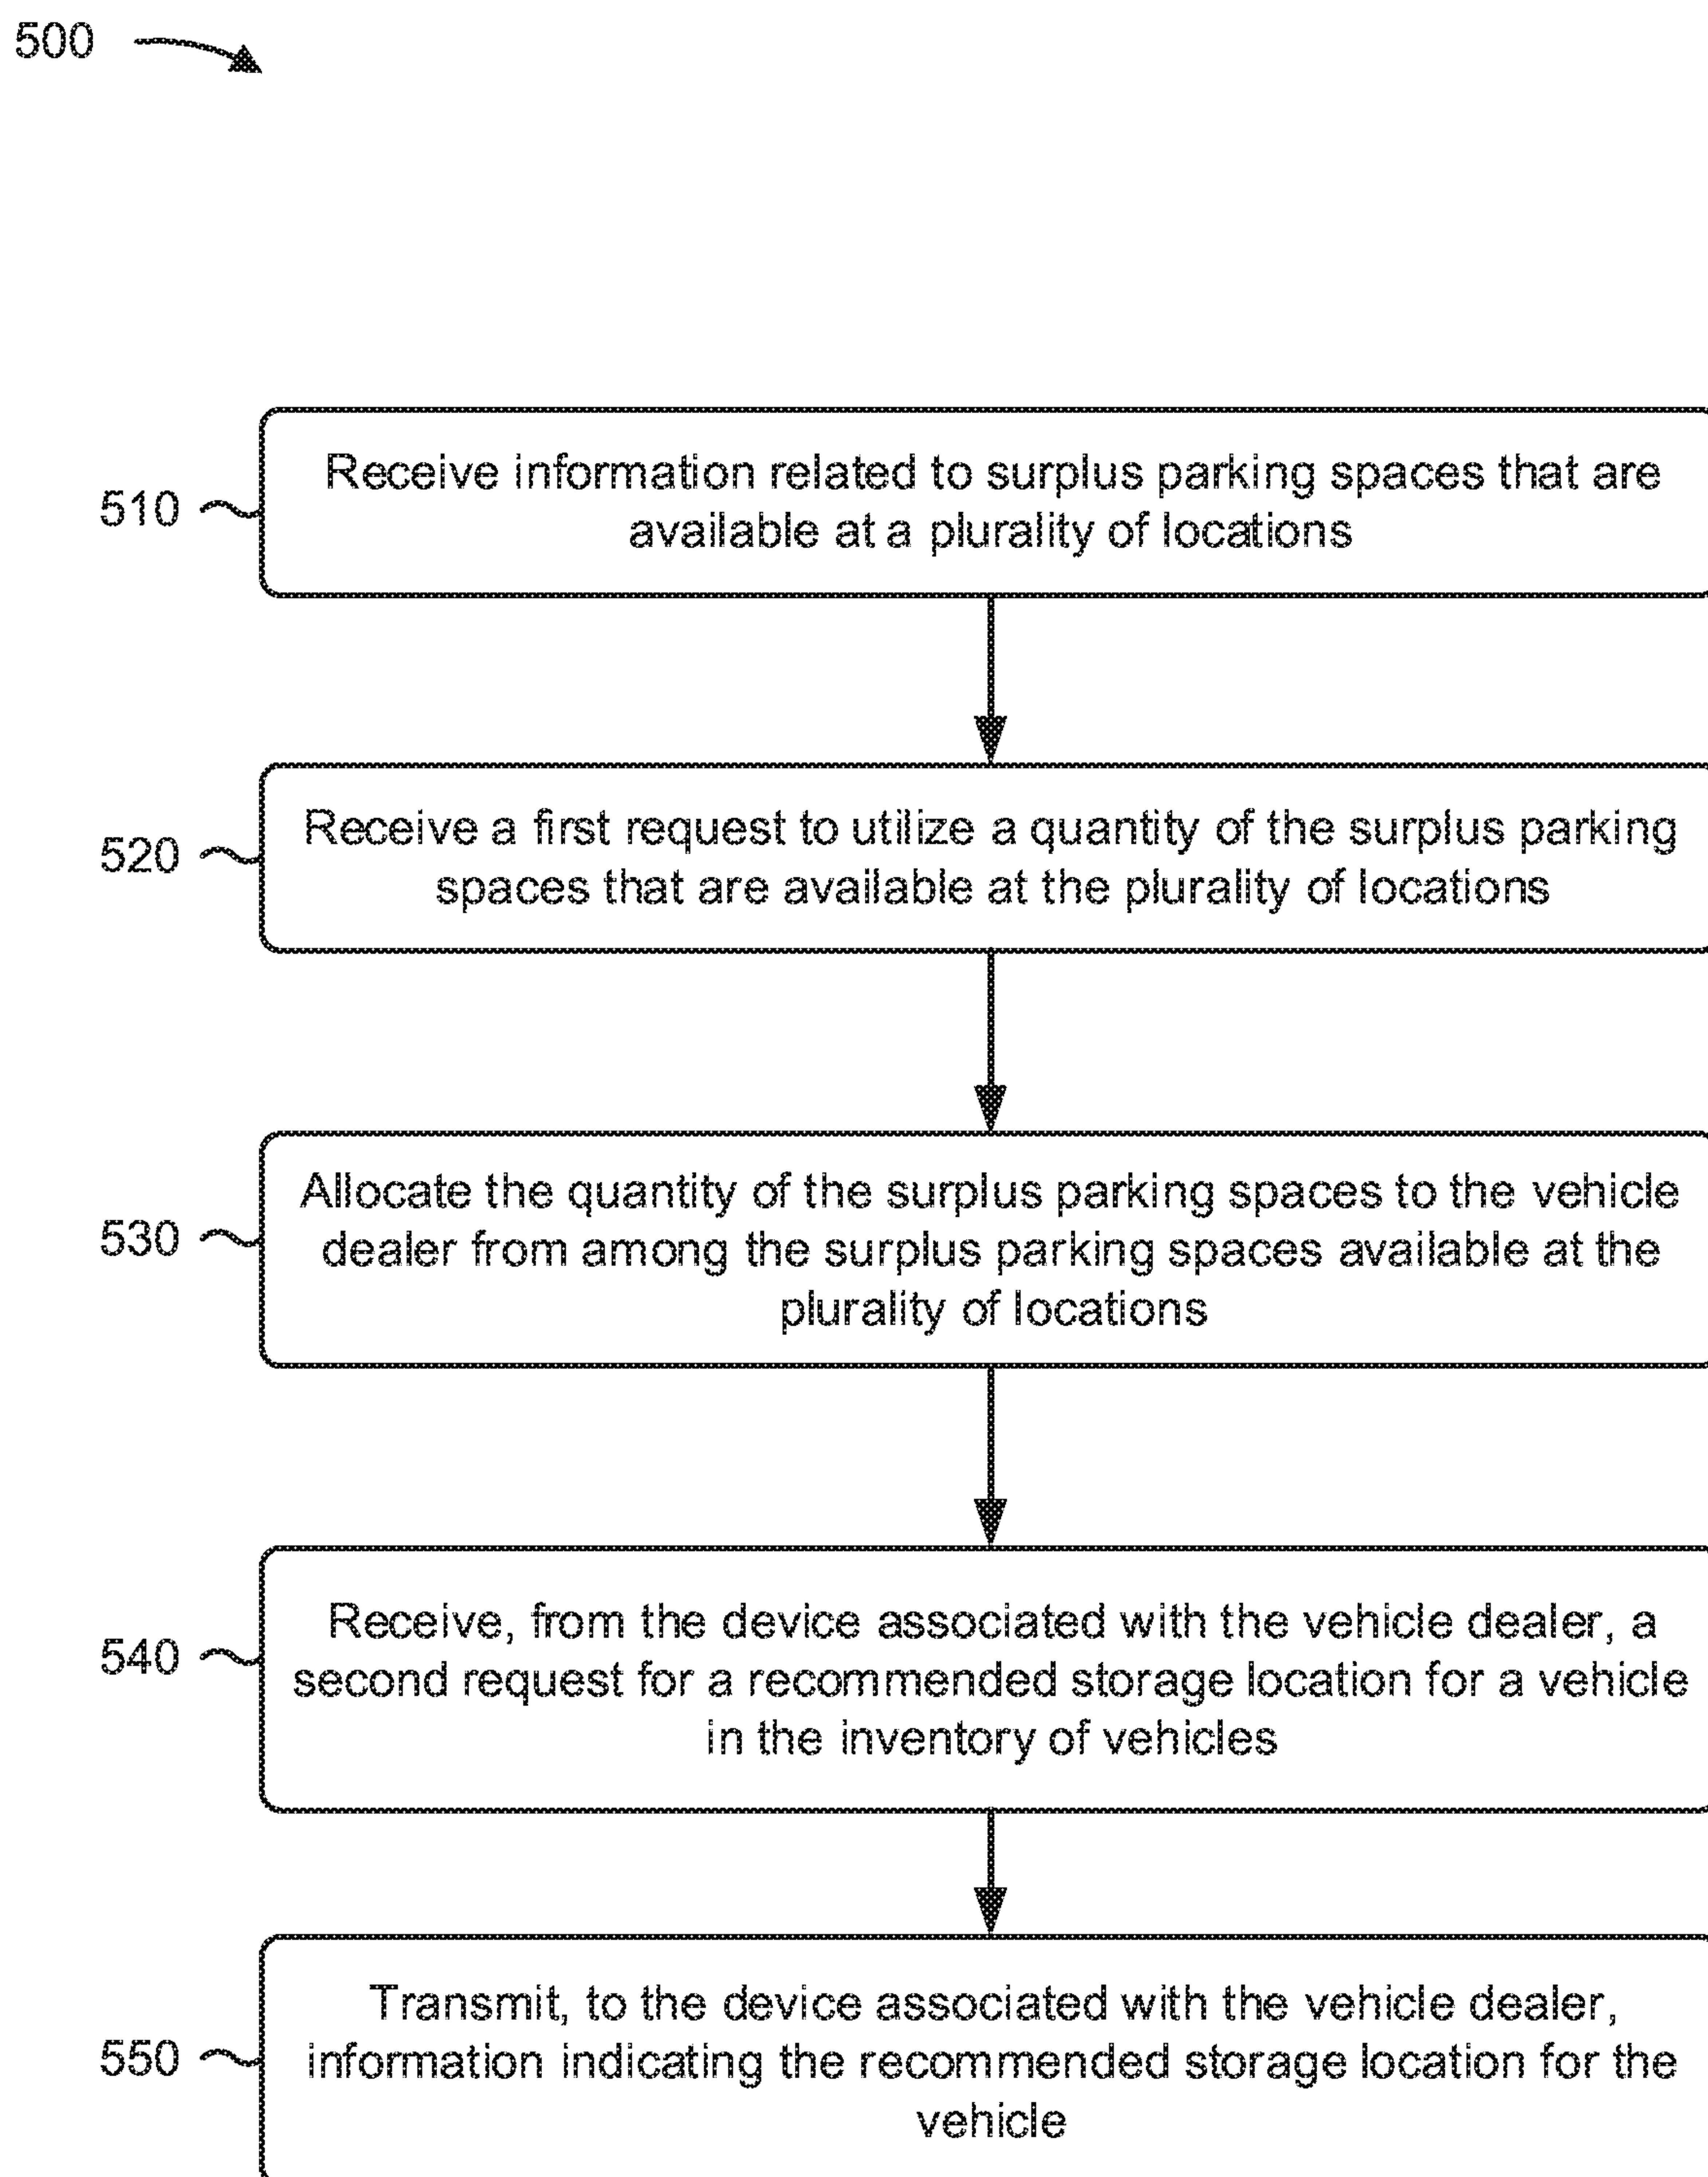 500
510
Receive information related to surplus parking spaces that are
available at a plurality of locations
520
Receive a first request to utilize a quantity of the surplus parking
spaces that are available at the plurality of locations
530
Allocate the quantity of the surplus parking spaces to the vehicle
dealer from among the surplus parking spaces available at the
plurality of locations
540
Receive, from the device associated with the vehicle dealer, a
second request for a recommended storage location for a vehicle
in the inventory of vehicles
550
Transmit, to the device associated with the vehicle dealer,
information indicating the recommended storage location for the
vehicle